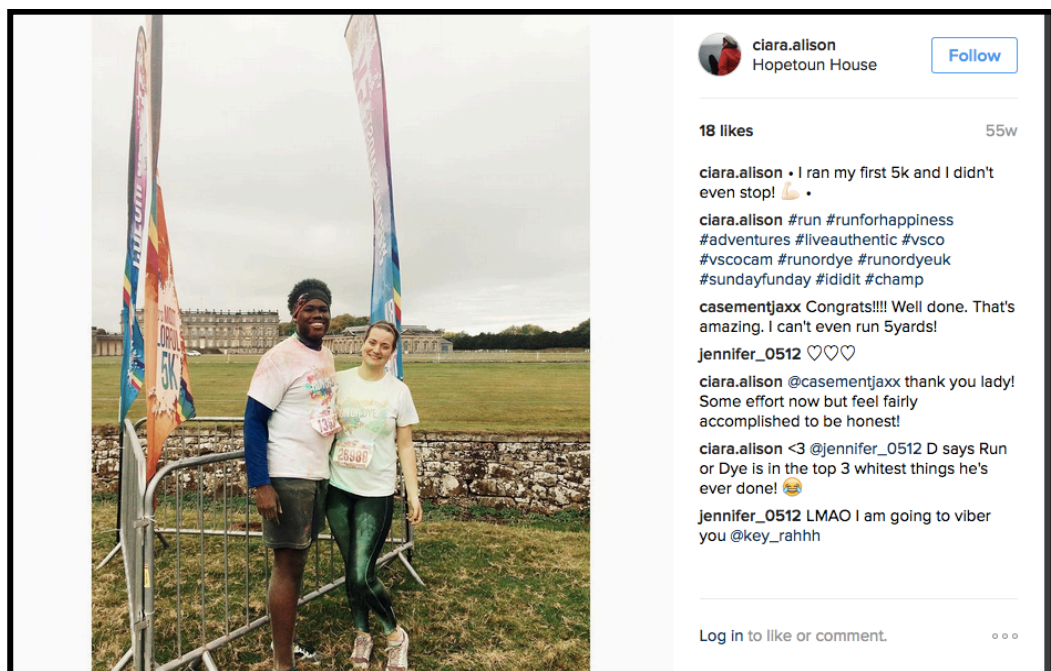 ciara.alison
Hopetoun House
Follow
18 likes
55w
ciara.alison • I ran my first 5k and I didn't
even stop! 💪🏻 •
ciara.alison #run #runforhappiness
#adventures #liveauthentic #vsco
#vscocam #runordye #runordyeuk
#sundayfunday #ididit #champ
casementjaxx Congrats!!!! Well done. That's
amazing. I can't even run 5yards!
jennifer_0512 ♡♡♡
ciara.alison @casementjaxx thank you lady!
Some effort now but feel fairly
accomplished to be honest!
ciara.alison <3 @jennifer_0512 D says Run
or Dye is in the top 3 whitest things he's
ever done! 😂
jennifer_0512 LMAO I am going to viber
you @key_rahhh
Log in to like or comment.
MOST
5K
26988